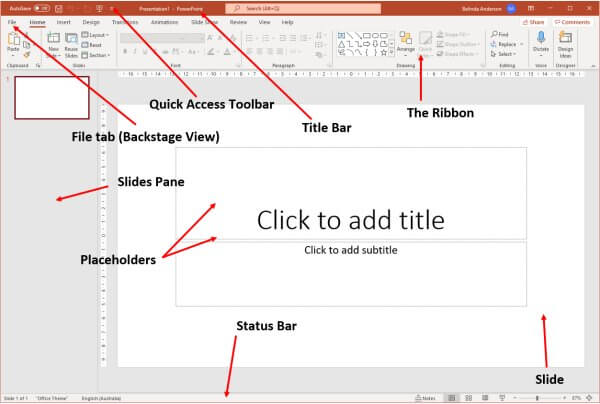 AutoSave Off Presentation1 - PowerPoint Search (Alt+Q) Belinda Anderson
File Home Insert Design Transitions Animations Slide Show Review View Help Share Comments
Paste New Slide Reuse Slides Layout Reset Section Arrange Quick Styles Shape Fill Shape Outline Shape Effects Find Replace Select Dictate Design Ideas
Clipboard Slides Font Paragraph Drawing Editing Voice Designer
1
Quick Access Toolbar
Title Bar
The Ribbon
File tab (Backstage View)
Slides Pane
Click to add title
Click to add subtitle
Placeholders
Status Bar
Slide
Slide 1 of 1 "Office Theme" English (Australia) Notes 87%